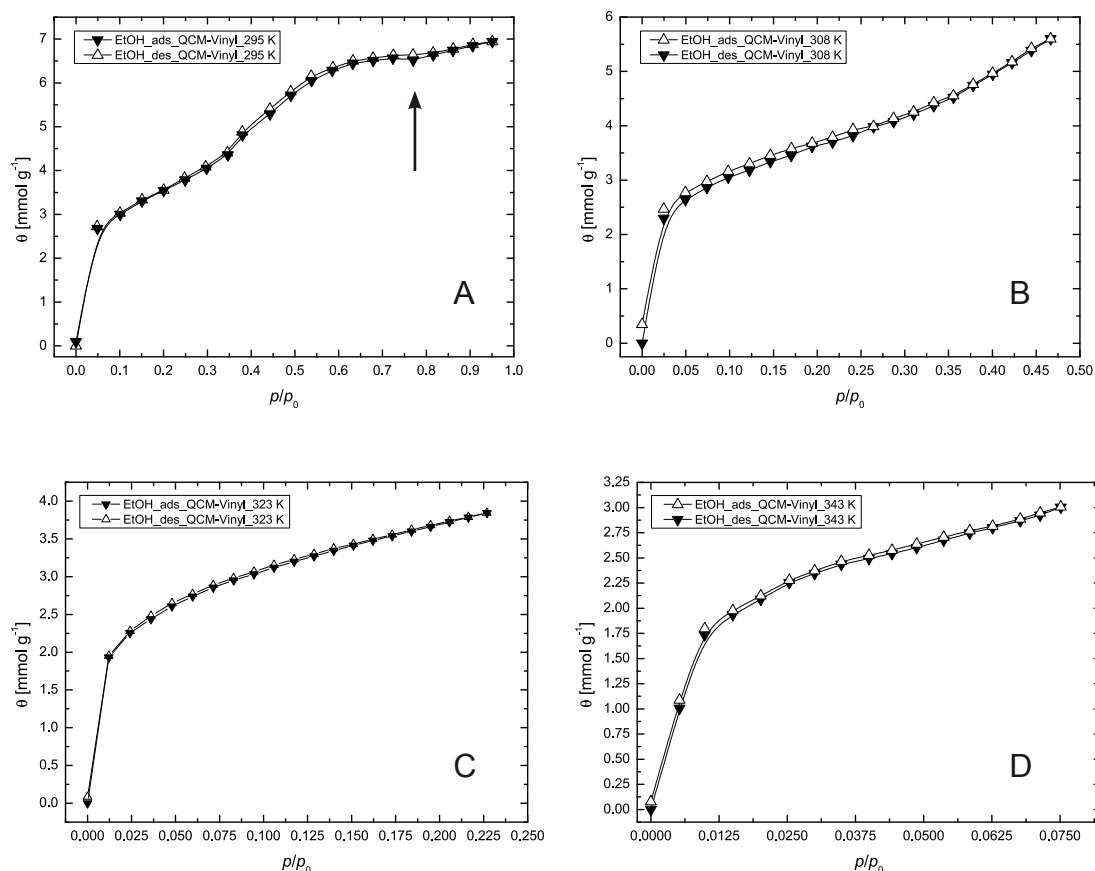 EtOH_ads_QCM-Vinyl_295 K
EtOH_des_QCM-Vinyl_295 K
7
6
5
4
3
2
1
0
θ [mmol g⁻¹]
0.0 0.1 0.2 0.3 0.4 0.5 0.6 0.7 0.8 0.9 1.0
p/p₀
A
EtOH_ads_QCM-Vinyl_308 K
EtOH_des_QCM-Vinyl_308 K
6
5
4
3
2
1
0
θ [mmol g⁻¹]
0.00 0.05 0.10 0.15 0.20 0.25 0.30 0.35 0.40 0.45 0.50
p/p₀
B
EtOH_ads_QCM-Vinyl_323 K
EtOH_des_QCM-Vinyl_323 K
4.0
3.5
3.0
2.5
2.0
1.5
1.0
0.5
0.0
θ [mmol g⁻¹]
0.000 0.025 0.050 0.075 0.100 0.125 0.150 0.175 0.200 0.225 0.250
p/p₀
C
EtOH_ads_QCM-Vinyl_343 K
EtOH_des_QCM-Vinyl_343 K
3.25
3.00
2.75
2.50
2.25
2.00
1.75
1.50
1.25
1.00
0.75
0.50
0.25
0.00
θ [mmol g⁻¹]
0.0000 0.0125 0.0250 0.0375 0.0500 0.0625 0.0750
p/p₀
D